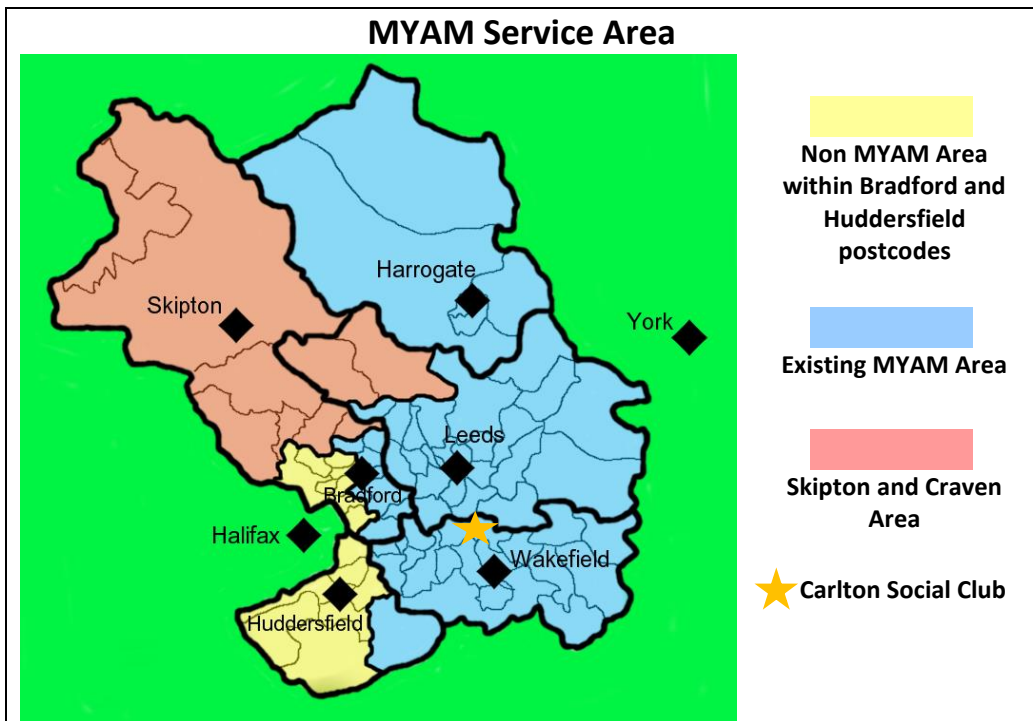 MYAM Service Area
Harrogate
Skipton
York
Leeds
Bradford
Halifax
Wakefield
Huddersfield
Non MYAM Area
within Bradford and
Huddersfield
postcodes
Existing MYAM Area
Skipton and Craven
Area
Carlton Social Club